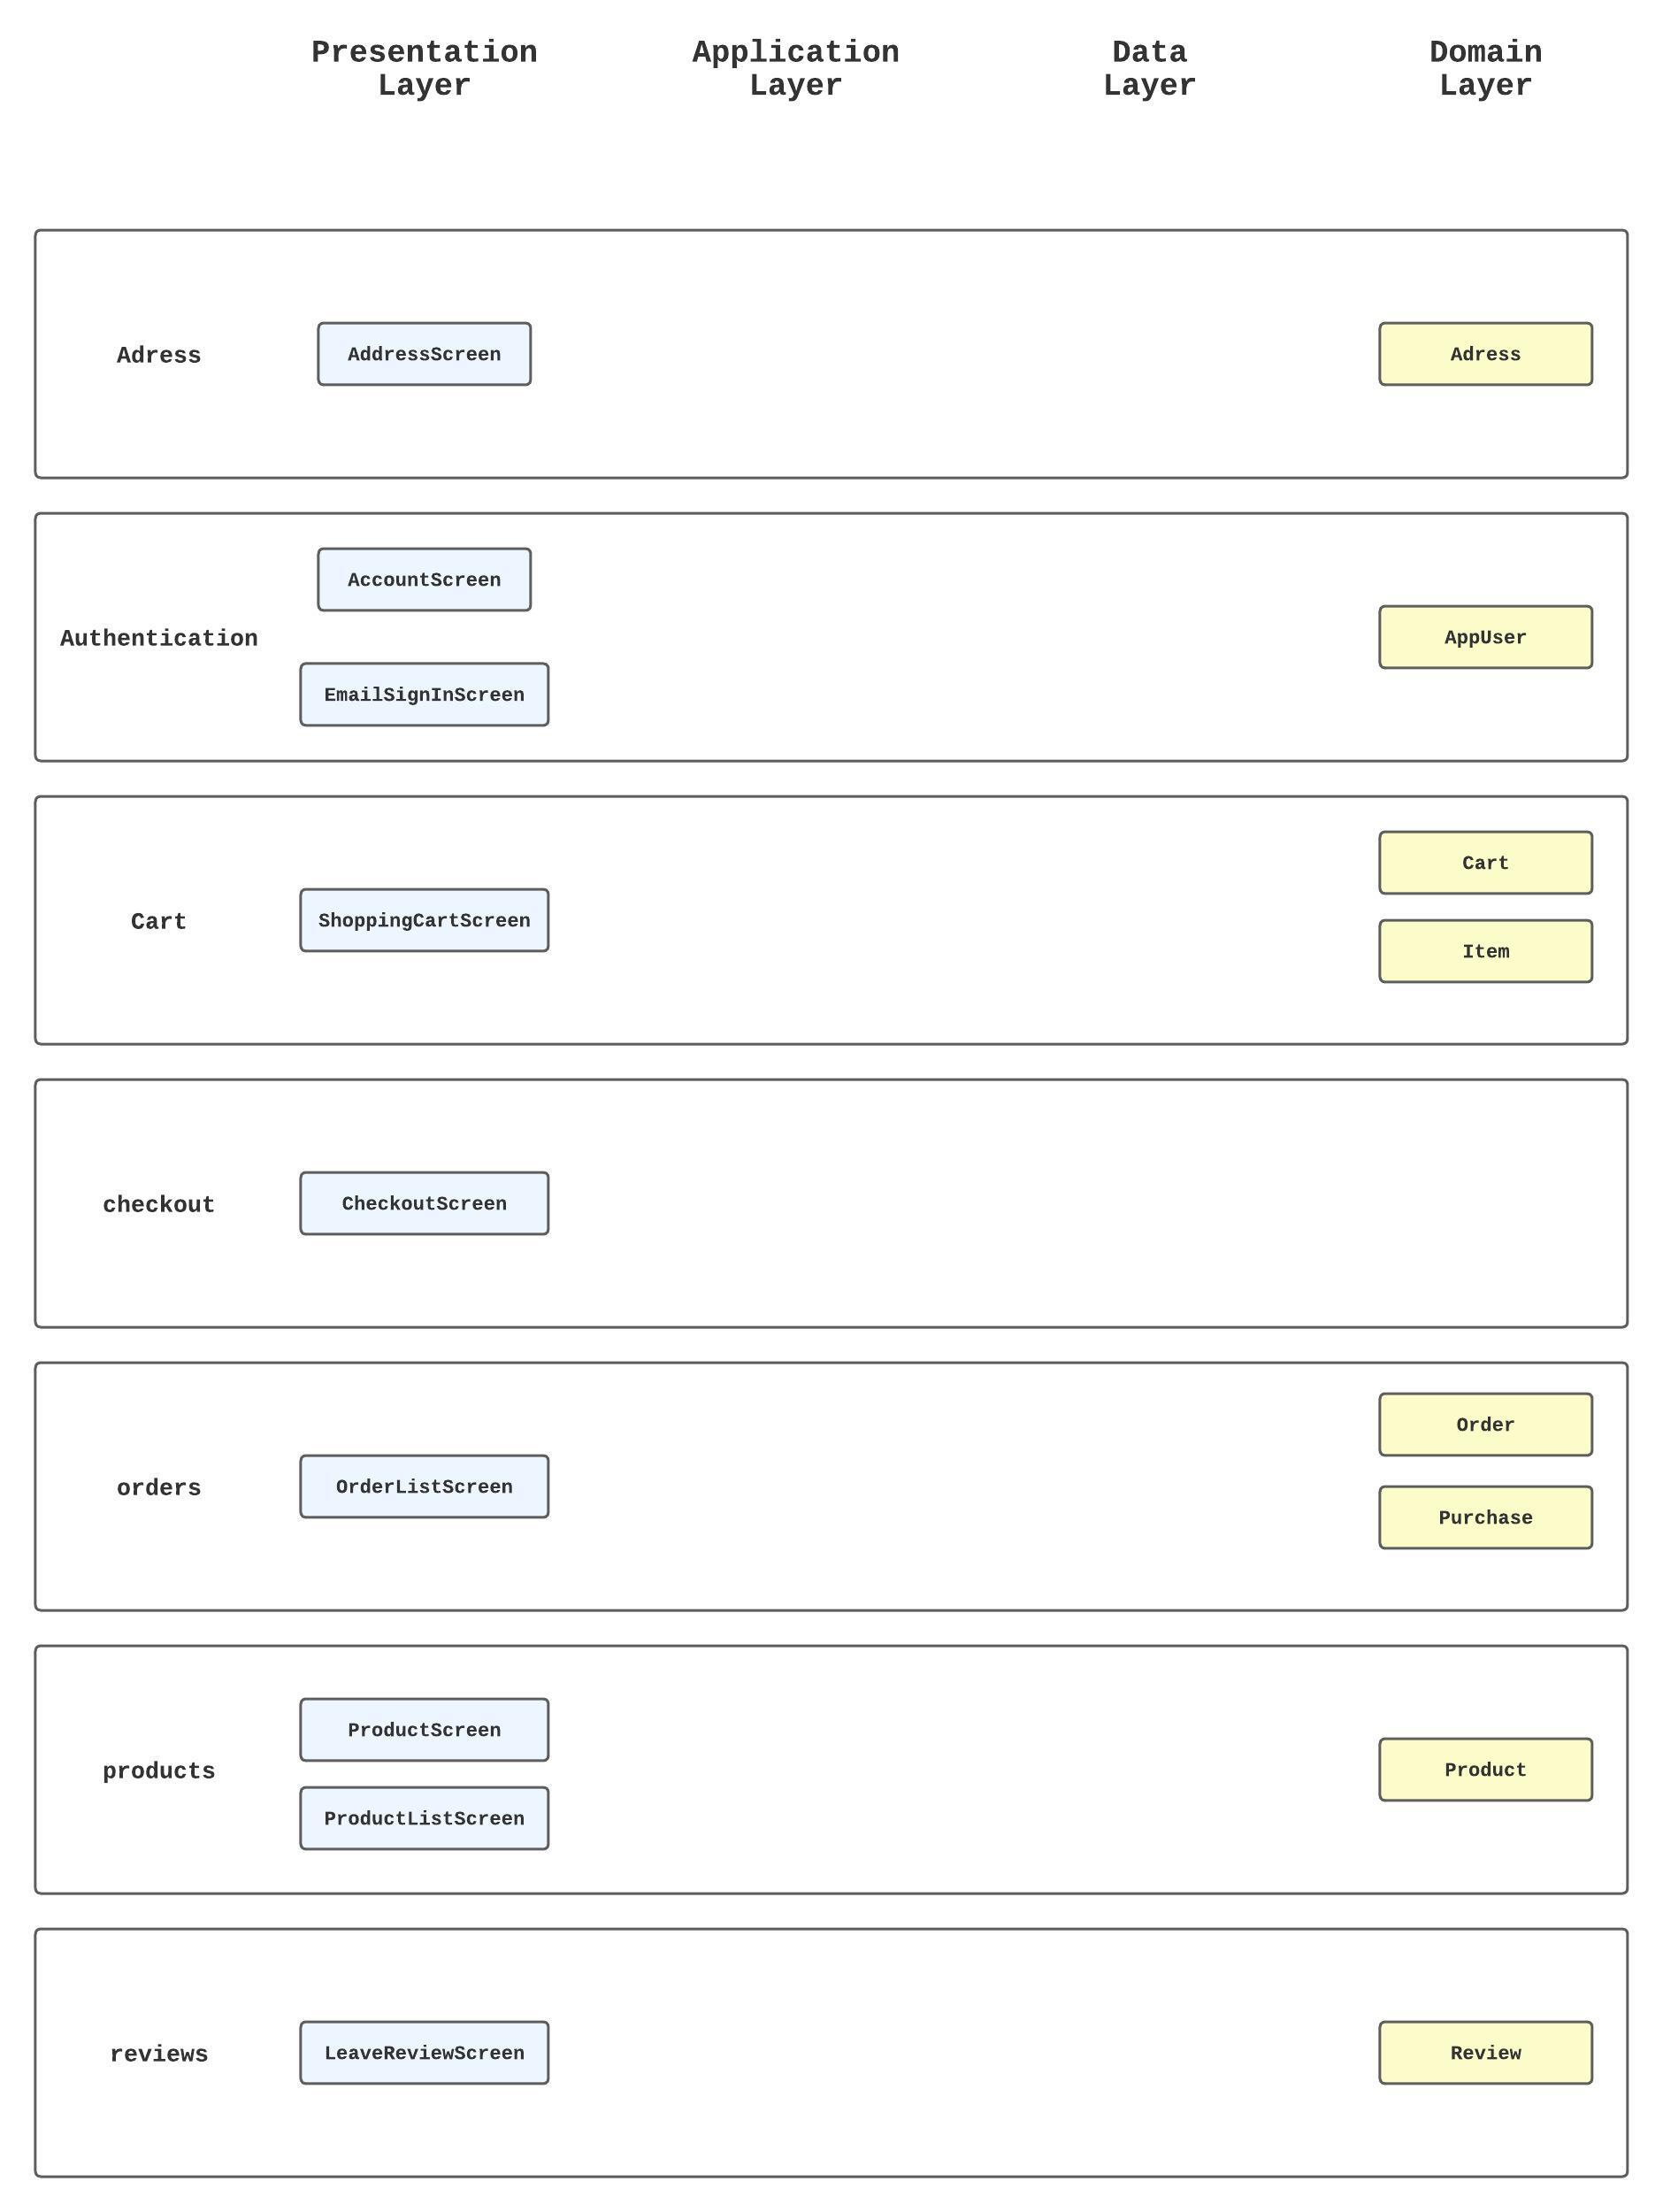 Presentation
Layer
Application
Layer
Data
Layer
Domain
Layer
Adress
AddressScreen
Adress
Authentication
AccountScreen
EmailSignInScreen
AppUser
Cart
ShoppingCartScreen
Cart
Item
checkout
CheckoutScreen
orders
OrderListScreen
Order
Purchase
products
ProductScreen
ProductListScreen
Product
reviews
LeaveReviewScreen
Review